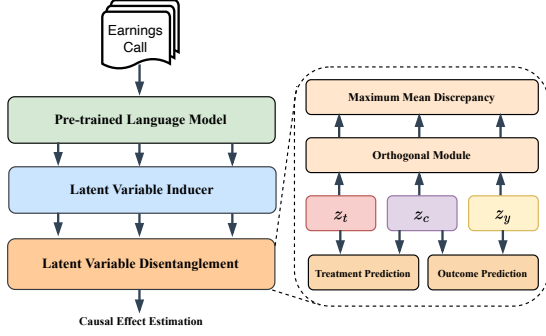 Earnings
Call
Pre-trained Language Model
Latent Variable Inducer
Latent Variable Disentanglement
Causal Effect Estimation
Maximum Mean Discrepancy
Orthogonal Module
z_t
z_c
z_y
Treatment Prediction
Outcome Prediction